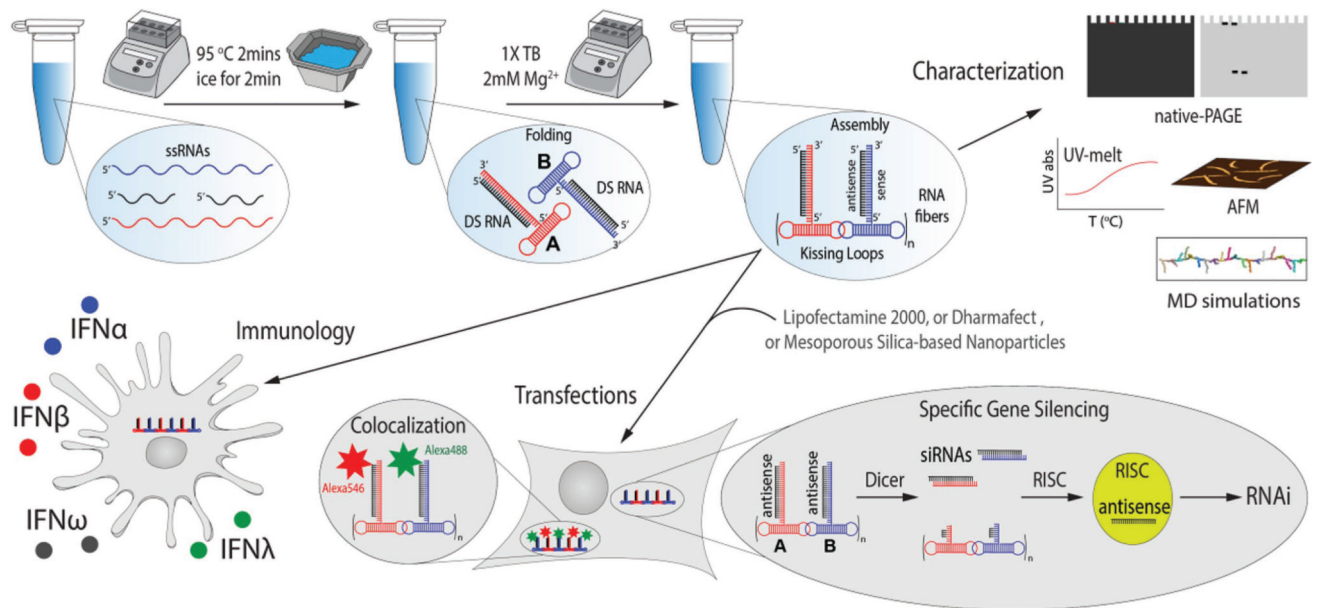 95 ºC 2mins
ice for 2min
1X TB
2mM Mg²⁺
Characterization
native-PAGE
UV abs
UV-melt
T (ºC)
AFM
MD simulations
ssRNAs
5′
5′
5′
5′
Folding
3′
5′
B
DS RNA
5′
DS RNA
5′
A
5′
3′
Assembly
5′
3′
5′
3′
antisense
sense
RNA
fibers
5′
5′
n
Kissing Loops
Lipofectamine 2000, or Dharmafect ,
or Mesoporous Silica-based Nanoparticles
Immunology
IFNα
IFNβ
IFNω
IFNλ
Transfections
Colocalization
Alexa488
Alexa546
n
Specific Gene Silencing
antisense
antisense
A
B
n
Dicer
siRNAs
n
RISC
RISC
antisense
RNAi